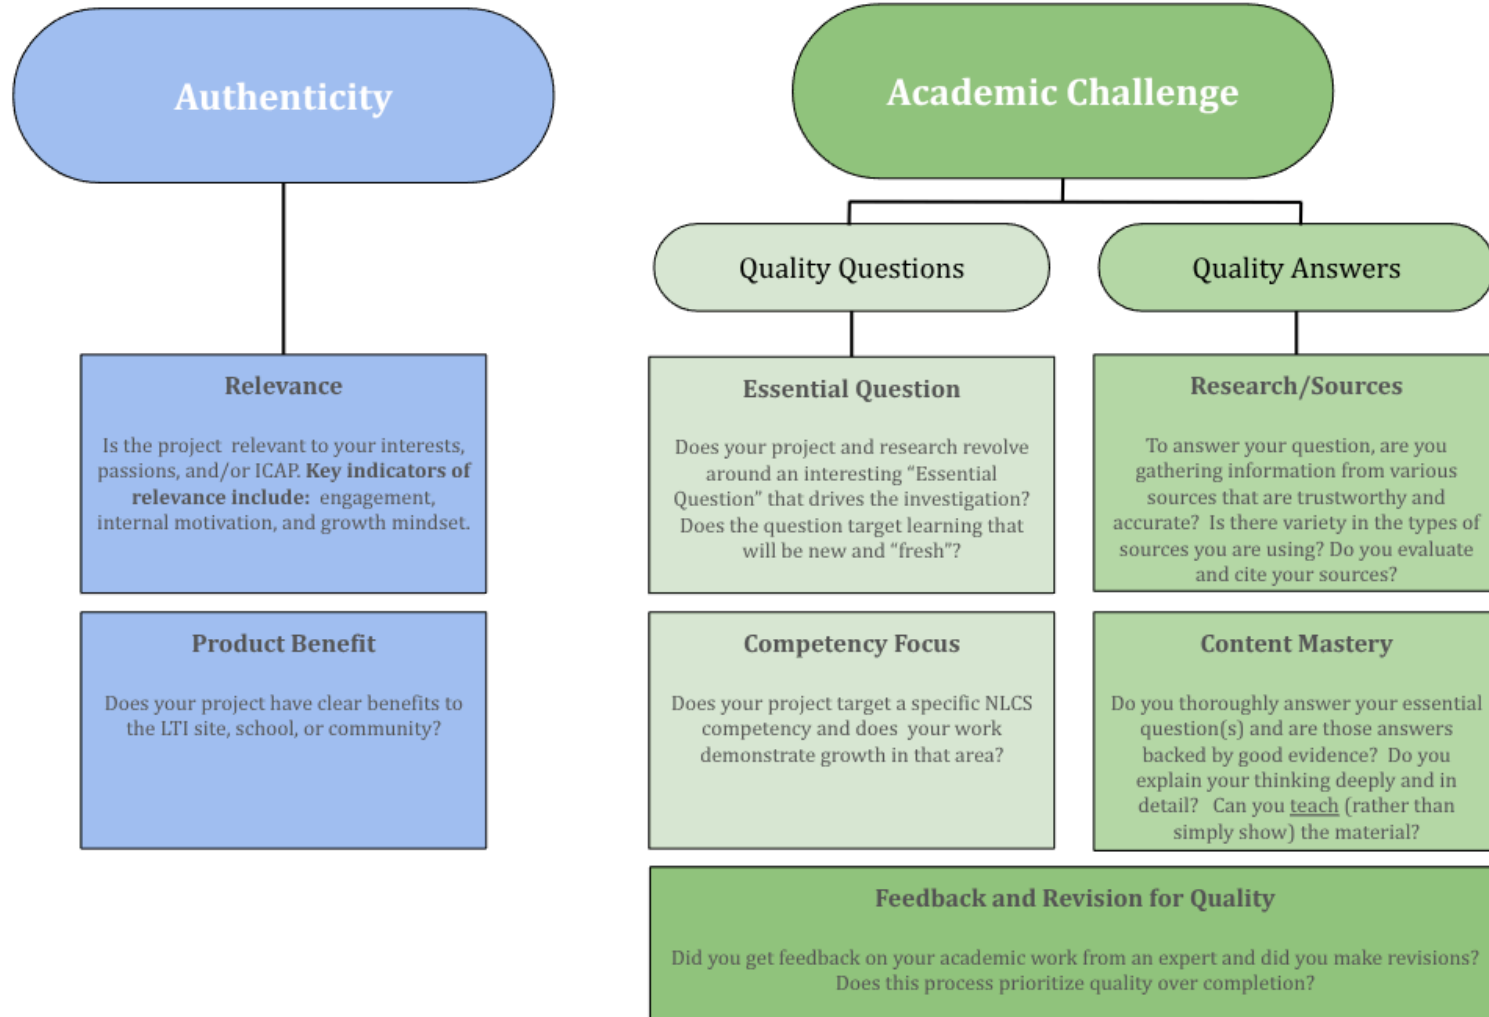 Authenticity
Relevance
Is the project relevant to your interests,
passions, and/or ICAP. Key indicators of
relevance include: engagement,
internal motivation, and growth mindset.
Product Benefit
Does your project have clear benefits to
the LTI site, school, or community?
Academic Challenge
Quality Questions
Essential Question
Does your project and research revolve
around an interesting “Essential
Question” that drives the investigation?
Does the question target learning that
will be new and “fresh”?
Competency Focus
Does your project target a specific NLCS
competency and does your work
demonstrate growth in that area?
Quality Answers
Research/Sources
To answer your question, are you
gathering information from various
sources that are trustworthy and
accurate? Is there variety in the types of
sources you are using? Do you evaluate
and cite your sources?
Content Mastery
Do you thoroughly answer your essential
question(s) and are those answers
backed by good evidence? Do you
explain your thinking deeply and in
detail? Can you teach (rather than
simply show) the material?
Feedback and Revision for Quality
Did you get feedback on your academic work from an expert and did you make revisions?
Does this process prioritize quality over completion?